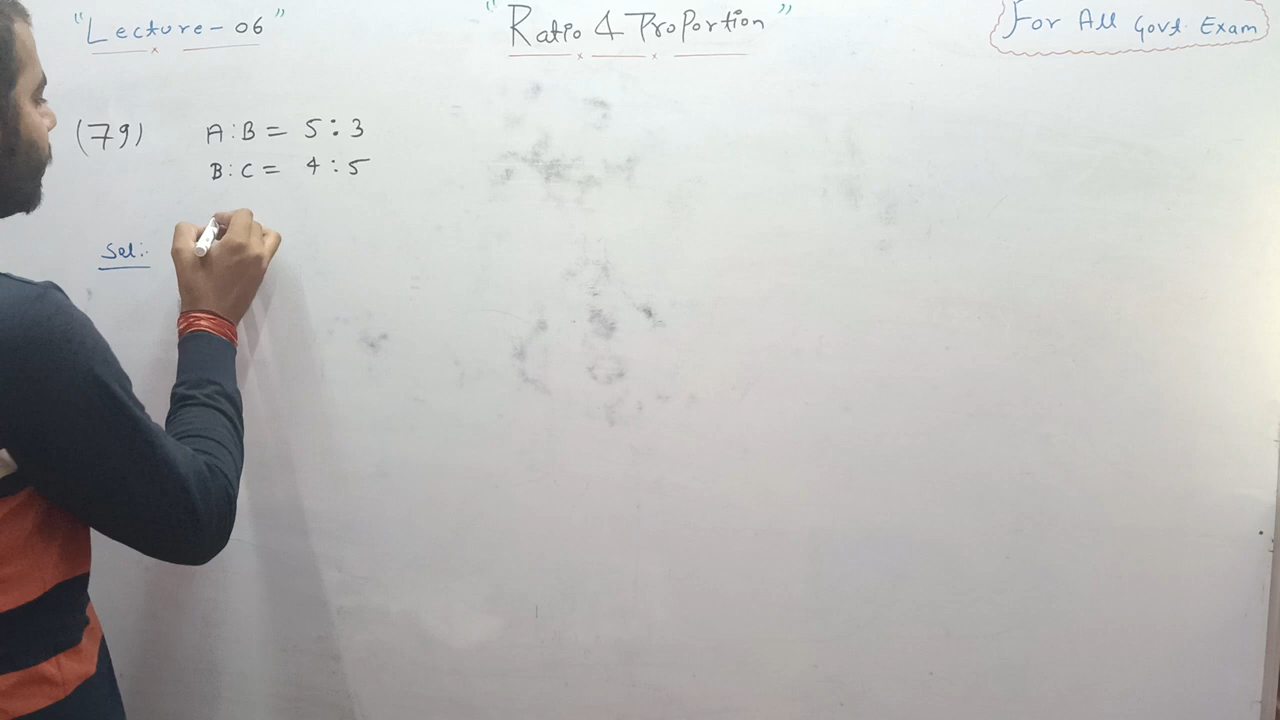 "Lecture - 06"
"Ratio & Proportion"
For All Govt. Exam
(79) A:B = 5:3
B:C = 4:5
Sol:-